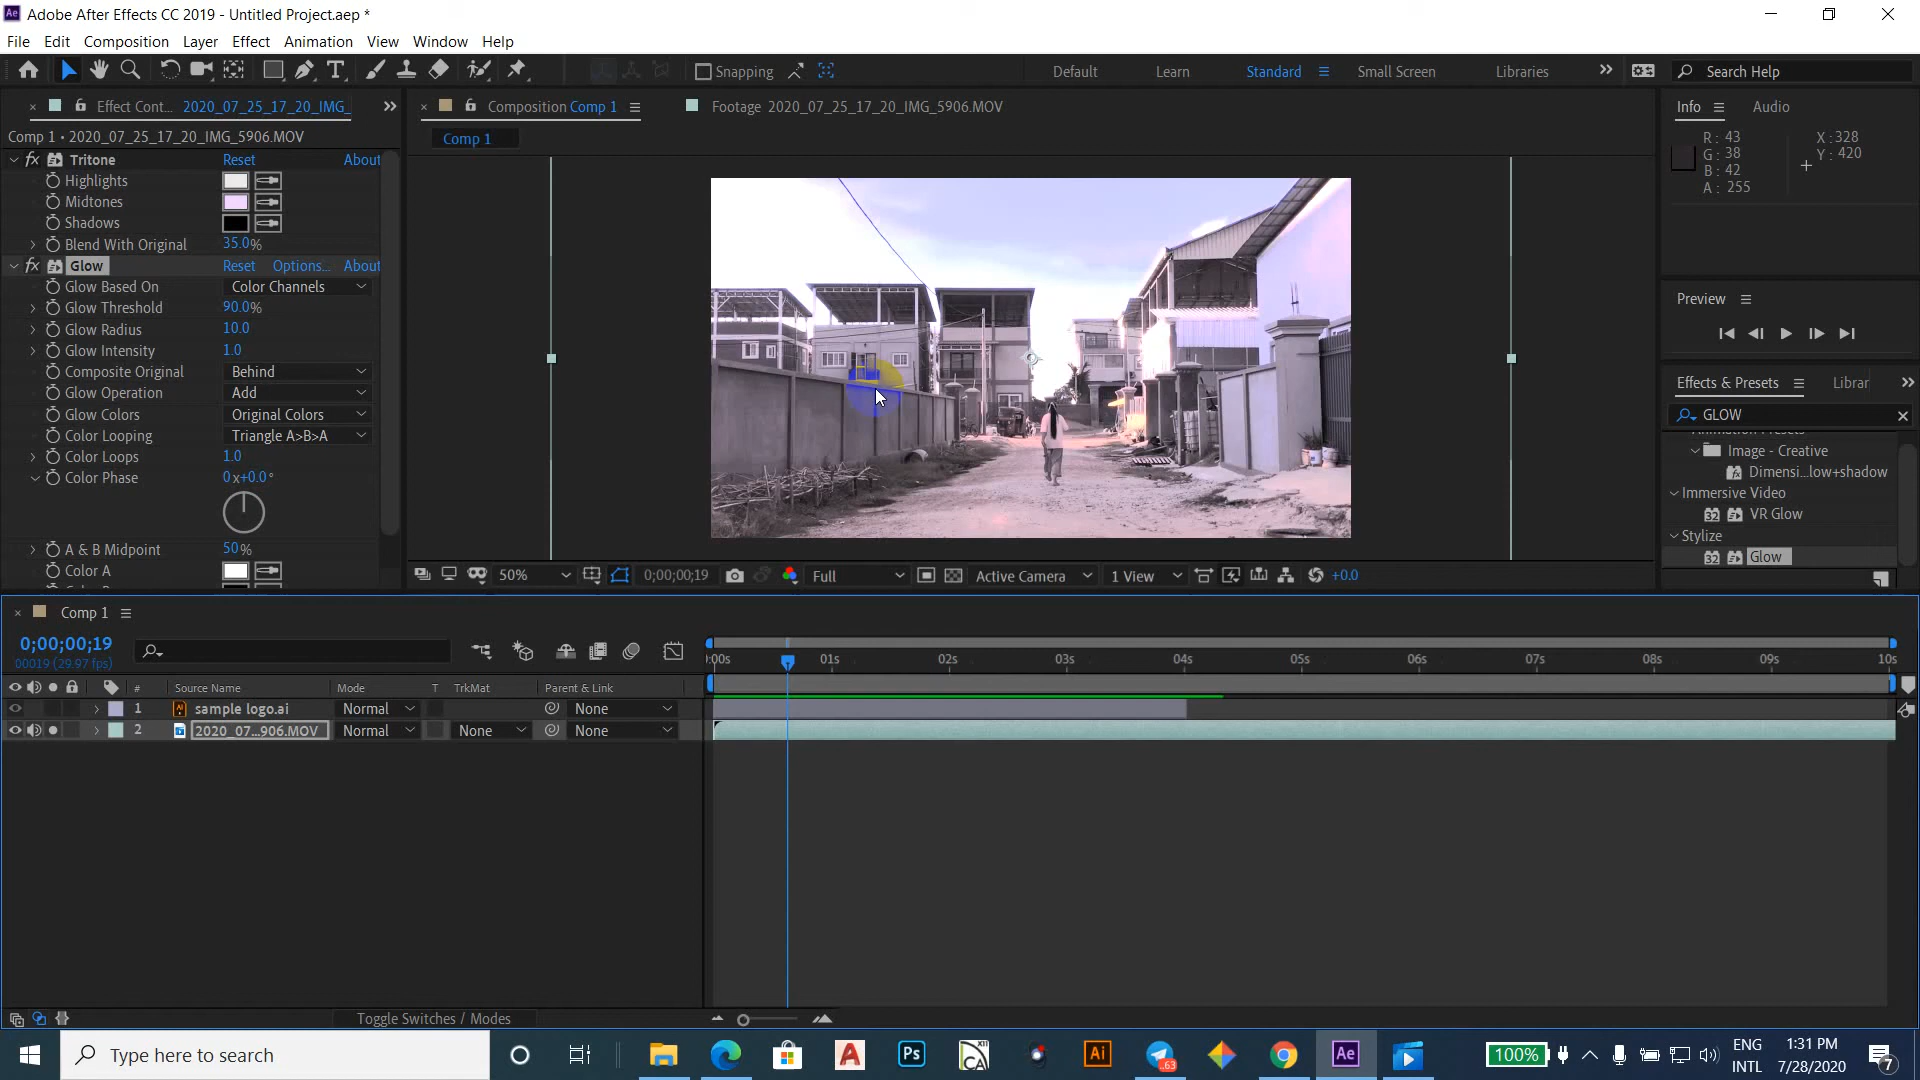 Adobe After Effects CC 2019 - Untitled Project.aep *
File Edit Composition Layer Effect Animation View Window Help
Snapping Default Learn Standard Small Screen Libraries Search Help
Effect Cont... 2020_07_25_17_20_IMG_
Composition Comp 1
Footage 2020_07_25_17_20_IMG_5906.MOV
Info Audio
Comp 1 • 2020_07_25_17_20_IMG_5906.MOV
Comp 1
R: 43
G: 38
B: 42
A: 255
X: 328
Y: 420
fx Tritone Reset About
Highlights
Midtones
Shadows
Blend With Original 35.0%
fx Glow Reset Options... About
Glow Based On Color Channels
Glow Threshold 90.0%
Glow Radius 10.0
Glow Intensity 1.0
Composite Original Behind
Glow Operation Add
Glow Colors Original Colors
Color Looping Triangle A>B>A
Color Loops 1.0
Color Phase 0x+0.0°
A & B Midpoint 50%
Color A
Preview
Effects & Presets Librar
GLOW
Image - Creative
Dimensi...low+shadow
Immersive Video
32 VR Glow
Stylize
32 Glow
50% 0;00;00;19 Full Active Camera 1 View +0.0
Comp 1
0;00;00;19
00019 (29.97 fps)
:00s 01s 02s 03s 04s 05s 06s 07s 08s 09s 10s
# Source Name Mode T TrkMat Parent & Link
1 sample logo.ai Normal None
2 2020_07...906.MOV Normal None None
Toggle Switches / Modes
Type here to search
Ps
Ai
.63
Ae
100%
ENG
INTL
1:31 PM
7/28/2020
7